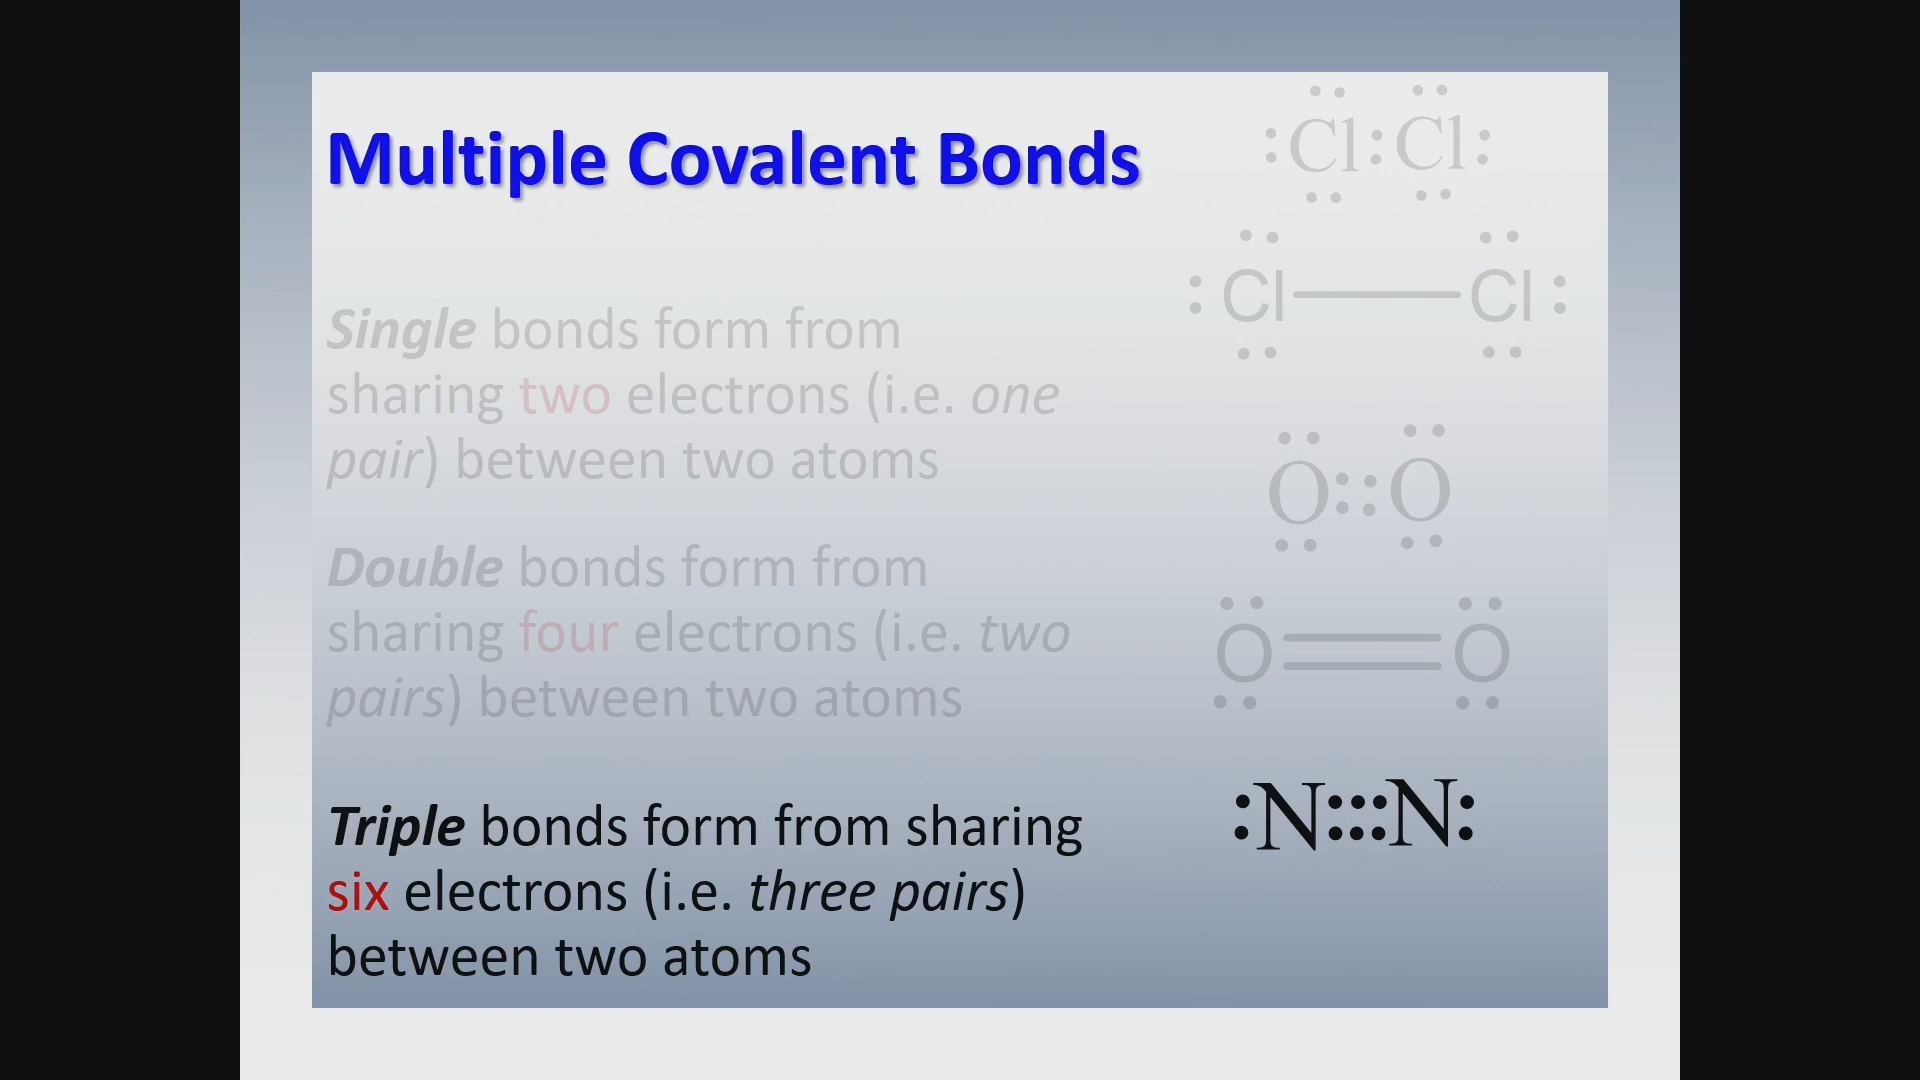 Multiple Covalent Bonds
Single bonds form from
sharing two electrons (i.e. one
pair) between two atoms
Double bonds form from
sharing four electrons (i.e. two
pairs) between two atoms
Triple bonds form from sharing
six electrons (i.e. three pairs)
between two atoms
:Cl:Cl:
:Cl—Cl:
O::O
O=O
:N:::N: